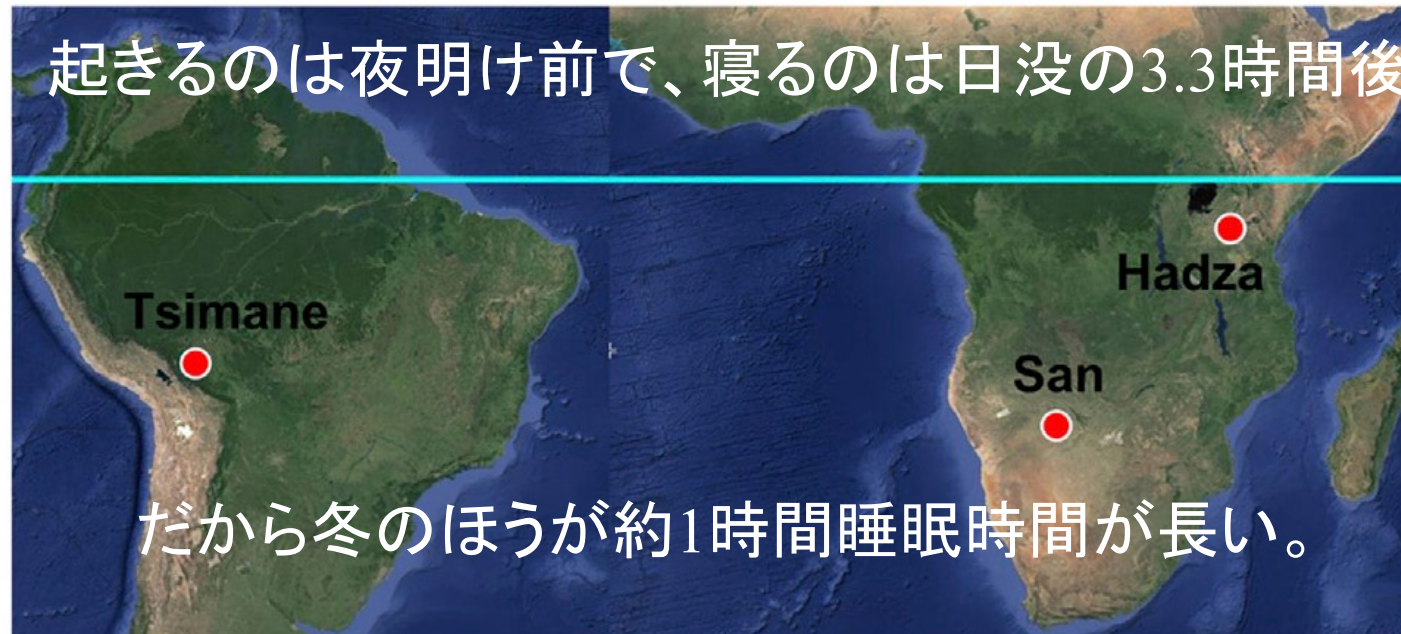 起きるのは夜明け前で、寝るのは日没の3.3時間後
Tsimane
Hadza
San
だから冬のほうが約1時間睡眠時間が長い。